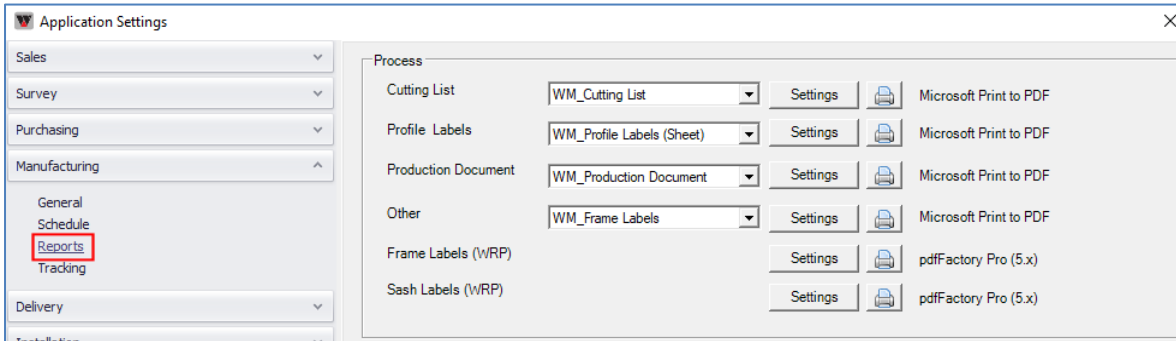 Application Settings
Sales
Survey
Purchasing
Manufacturing
General
Schedule
Reports
Tracking
Delivery
Installation
Process
Cutting List WM_Cutting List Settings Microsoft Print to PDF
Profile Labels WM_Profile Labels (Sheet) Settings Microsoft Print to PDF
Production Document WM_Production Document Settings Microsoft Print to PDF
Other WM_Frame Labels Settings Microsoft Print to PDF
Frame Labels (WRP) Settings pdfFactory Pro (5.x)
Sash Labels (WRP) Settings pdfFactory Pro (5.x)